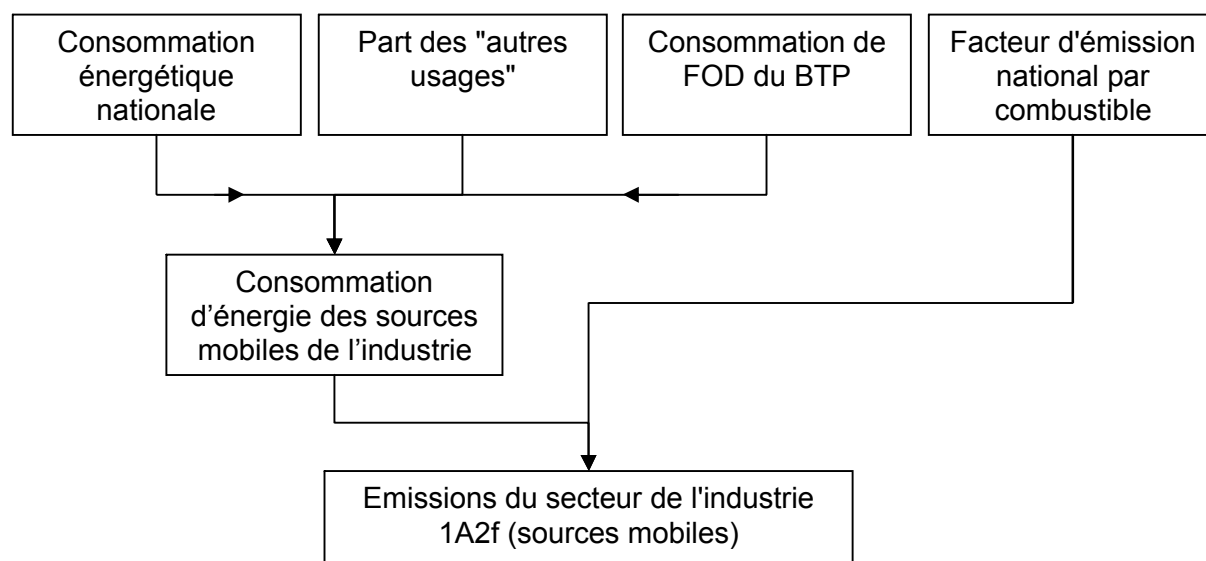 Consommation
énergétique
nationale
Part des "autres
usages"
Consommation de
FOD du BTP
Facteur d'émission
national par
combustible
Consommation
d’énergie des sources
mobiles de l’industrie
Emissions du secteur de l'industrie
1A2f (sources mobiles)